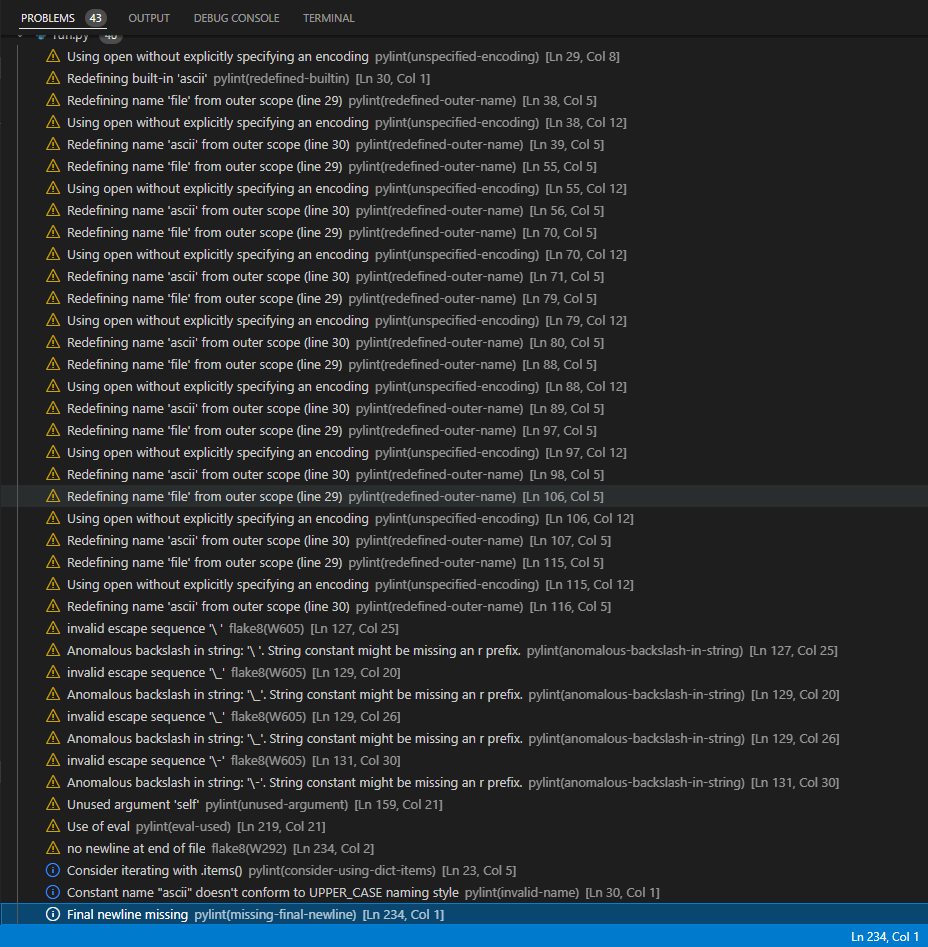 PROBLEMS 43 OUTPUT DEBUG CONSOLE TERMINAL
run.py 40
Using open without explicitly specifying an encoding pylint(unspecified-encoding) [Ln 29, Col 8]
Redefining built-in 'ascii' pylint(redefined-builtin) [Ln 30, Col 1]
Redefining name 'file' from outer scope (line 29) pylint(redefined-outer-name) [Ln 38, Col 5]
Using open without explicitly specifying an encoding pylint(unspecified-encoding) [Ln 38, Col 12]
Redefining name 'ascii' from outer scope (line 30) pylint(redefined-outer-name) [Ln 39, Col 5]
Redefining name 'file' from outer scope (line 29) pylint(redefined-outer-name) [Ln 55, Col 5]
Using open without explicitly specifying an encoding pylint(unspecified-encoding) [Ln 55, Col 12]
Redefining name 'ascii' from outer scope (line 30) pylint(redefined-outer-name) [Ln 56, Col 5]
Redefining name 'file' from outer scope (line 29) pylint(redefined-outer-name) [Ln 70, Col 5]
Using open without explicitly specifying an encoding pylint(unspecified-encoding) [Ln 70, Col 12]
Redefining name 'ascii' from outer scope (line 30) pylint(redefined-outer-name) [Ln 71, Col 5]
Redefining name 'file' from outer scope (line 29) pylint(redefined-outer-name) [Ln 79, Col 5]
Using open without explicitly specifying an encoding pylint(unspecified-encoding) [Ln 79, Col 12]
Redefining name 'ascii' from outer scope (line 30) pylint(redefined-outer-name) [Ln 80, Col 5]
Redefining name 'file' from outer scope (line 29) pylint(redefined-outer-name) [Ln 88, Col 5]
Using open without explicitly specifying an encoding pylint(unspecified-encoding) [Ln 88, Col 12]
Redefining name 'ascii' from outer scope (line 30) pylint(redefined-outer-name) [Ln 89, Col 5]
Redefining name 'file' from outer scope (line 29) pylint(redefined-outer-name) [Ln 97, Col 5]
Using open without explicitly specifying an encoding pylint(unspecified-encoding) [Ln 97, Col 12]
Redefining name 'ascii' from outer scope (line 30) pylint(redefined-outer-name) [Ln 98, Col 5]
Redefining name 'file' from outer scope (line 29) pylint(redefined-outer-name) [Ln 106, Col 5]
Using open without explicitly specifying an encoding pylint(unspecified-encoding) [Ln 106, Col 12]
Redefining name 'ascii' from outer scope (line 30) pylint(redefined-outer-name) [Ln 107, Col 5]
Redefining name 'file' from outer scope (line 29) pylint(redefined-outer-name) [Ln 115, Col 5]
Using open without explicitly specifying an encoding pylint(unspecified-encoding) [Ln 115, Col 12]
Redefining name 'ascii' from outer scope (line 30) pylint(redefined-outer-name) [Ln 116, Col 5]
invalid escape sequence '\ ' flake8(W605) [Ln 127, Col 25]
Anomalous backslash in string: '\ '. String constant might be missing an r prefix. pylint(anomalous-backslash-in-string) [Ln 127, Col 25]
invalid escape sequence '\_' flake8(W605) [Ln 129, Col 20]
Anomalous backslash in string: '\_'. String constant might be missing an r prefix. pylint(anomalous-backslash-in-string) [Ln 129, Col 20]
invalid escape sequence '\_' flake8(W605) [Ln 129, Col 26]
Anomalous backslash in string: '\_'. String constant might be missing an r prefix. pylint(anomalous-backslash-in-string) [Ln 129, Col 26]
invalid escape sequence '\-' flake8(W605) [Ln 131, Col 30]
Anomalous backslash in string: '\-'. String constant might be missing an r prefix. pylint(anomalous-backslash-in-string) [Ln 131, Col 30]
Unused argument 'self' pylint(unused-argument) [Ln 159, Col 21]
Use of eval pylint(eval-used) [Ln 219, Col 21]
no newline at end of file flake8(W292) [Ln 234, Col 2]
Consider iterating with .items() pylint(consider-using-dict-items) [Ln 23, Col 5]
Constant name "ascii" doesn't conform to UPPER_CASE naming style pylint(invalid-name) [Ln 30, Col 1]
Final newline missing pylint(missing-final-newline) [Ln 234, Col 1]
Ln 234, Col 1